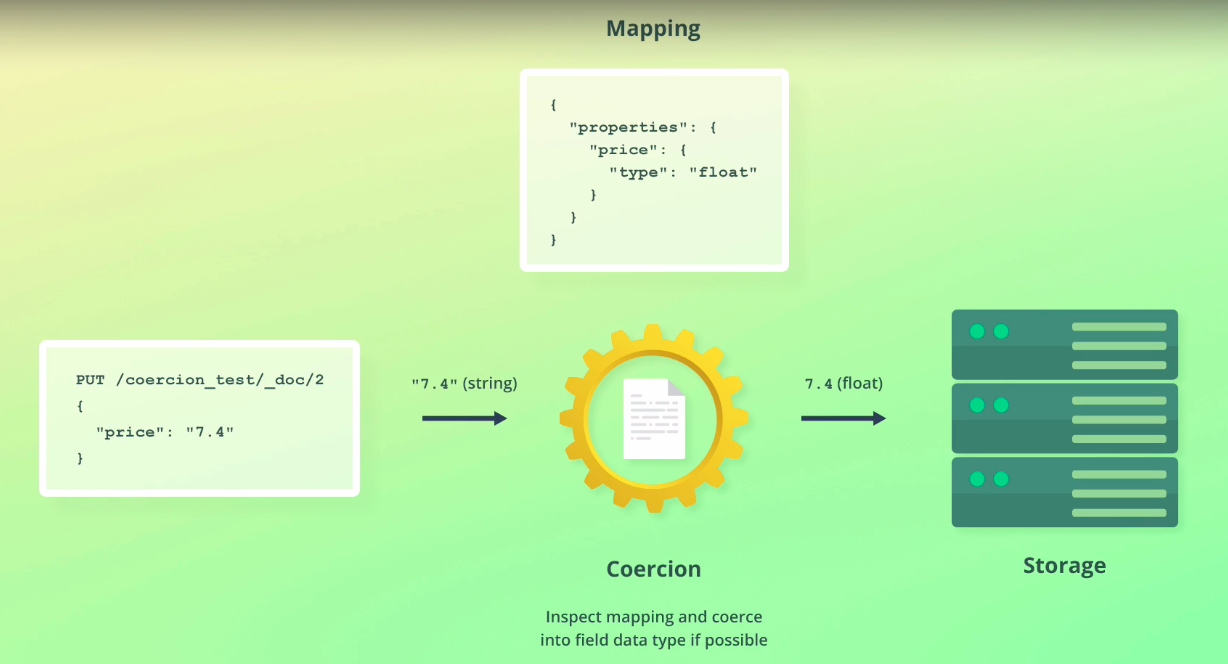 Mapping
{
"properties": {
"price": {
"type": "float"
}
}
}
PUT /coercion_test/_doc/2
{
"price": "7.4"
}
"7.4" (string)
7.4 (float)
Coercion
Inspect mapping and coerce
into field data type if possible
Storage